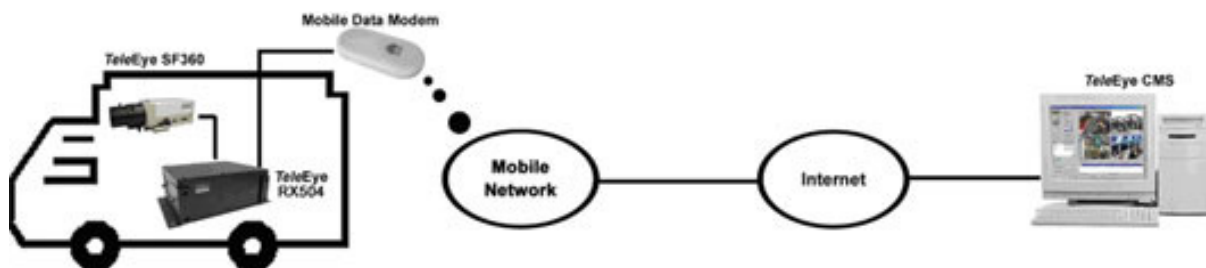 Mobile Data Modem
TeleEye SF360
TeleEye CMS
TeleEye
RX504
Mobile
Network
Internet